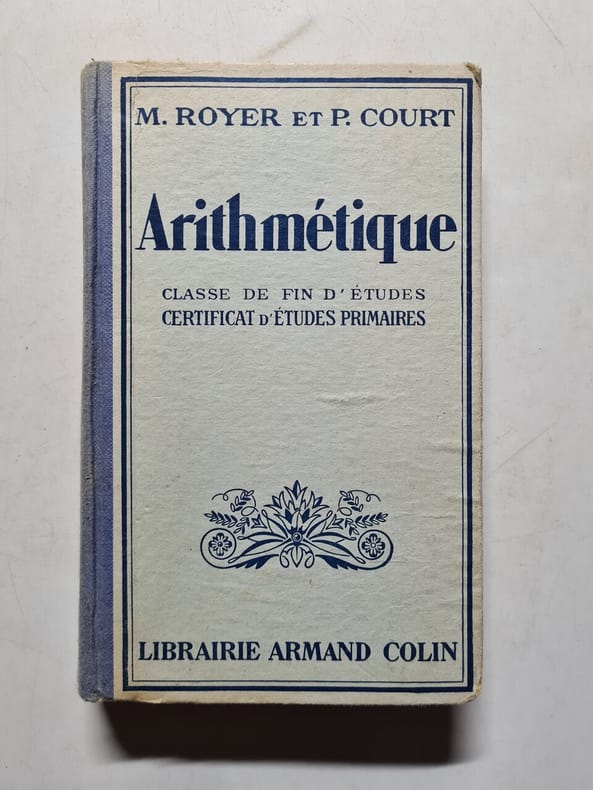 M. ROYER ET P. COURT
Arithmétique
CLASSE DE FIN D'ÉTUDES
CERTIFICAT D'ÉTUDES PRIMAIRES
LIBRAIRIE ARMAND COLIN